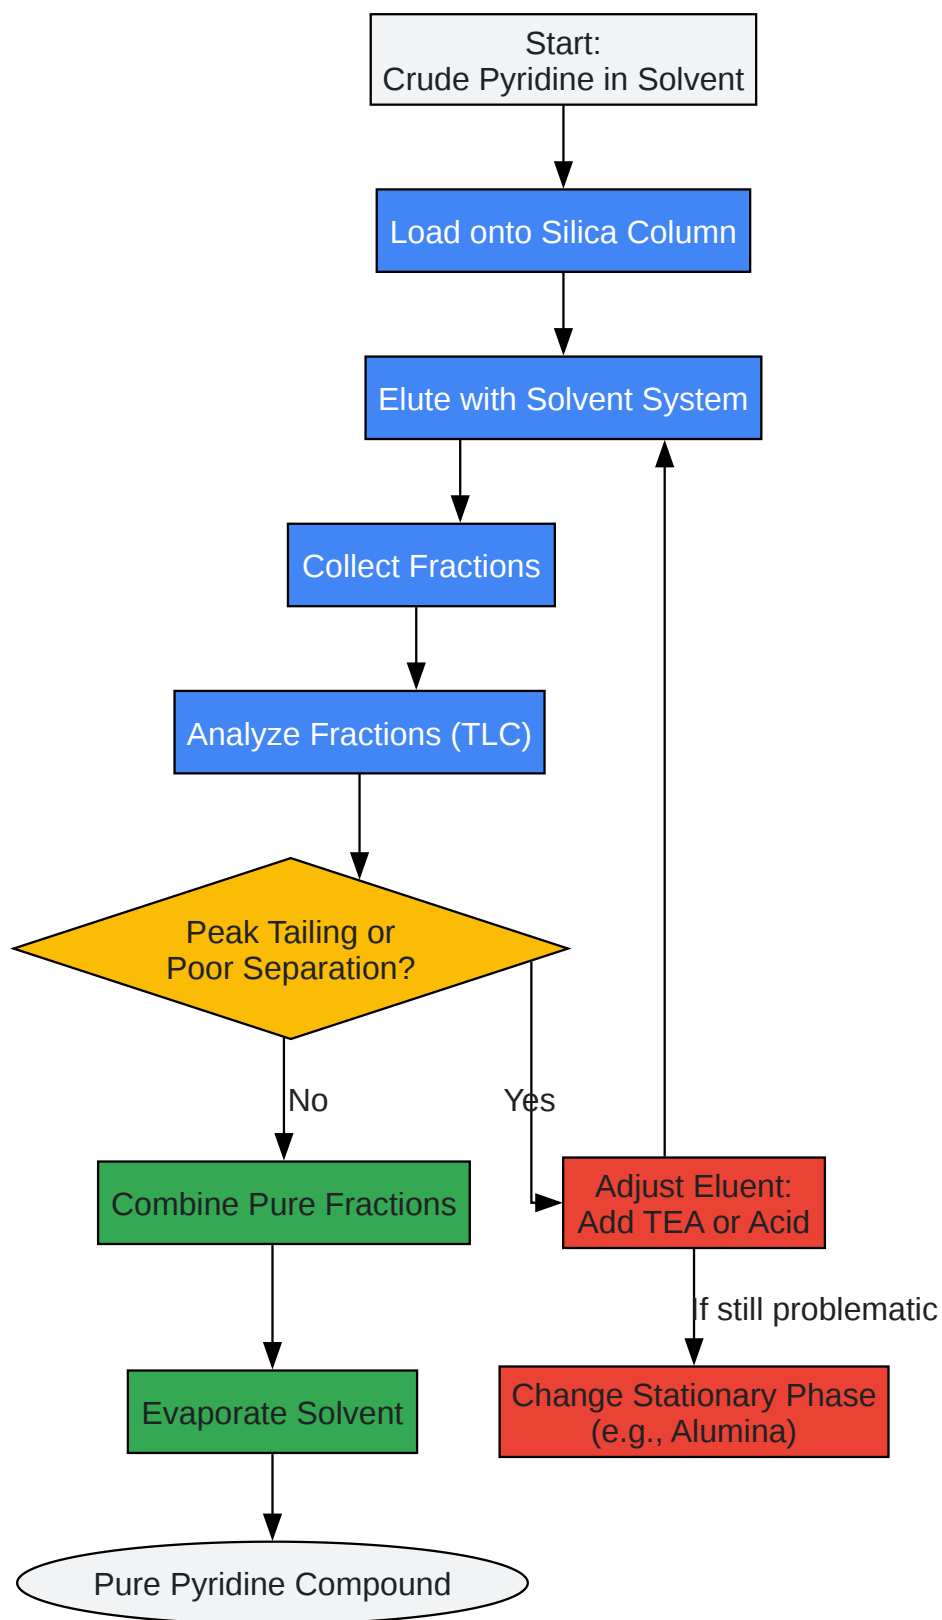 Start:
Crude Pyridine in Solvent
Load onto Silica Column
Elute with Solvent System
Collect Fractions
Analyze Fractions (TLC)
Peak Tailing or
Poor Separation?
No
Yes
Combine Pure Fractions
Adjust Eluent:
Add TEA or Acid
If still problematic
Evaporate Solvent
Change Stationary Phase
(e.g., Alumina)
Pure Pyridine Compound